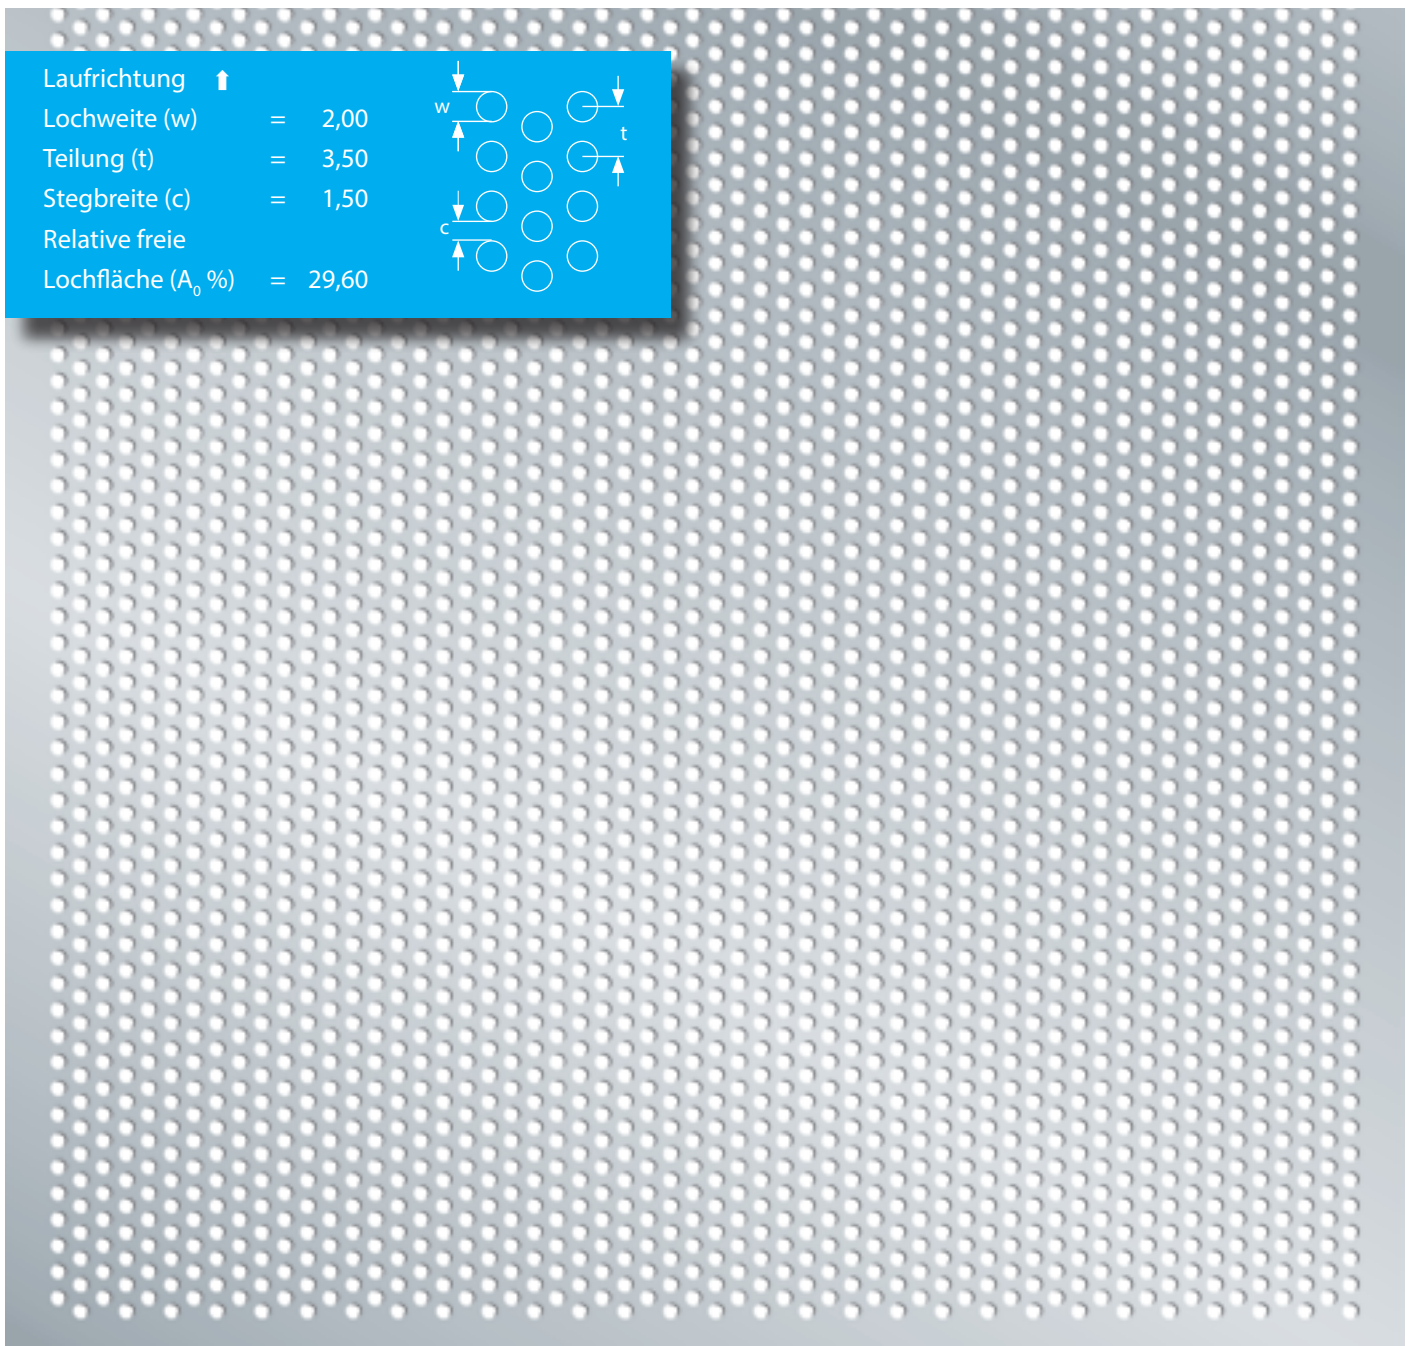 Laufrichtung
Lochweite (w) = 2,00
Teilung (t) = 3,50
Stegbreite (c) = 1,50
Relative freie
Lochfläche (A₀ %) = 29,60
w
t
c